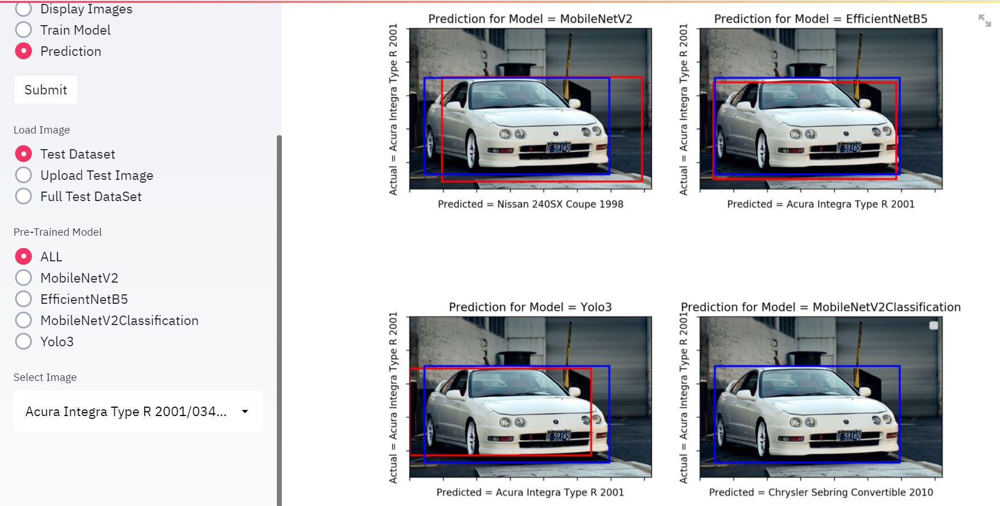 Display Images
Train Model
Prediction
Submit
Load Image
Test Dataset
Upload Test Image
Full Test DataSet
Pre-Trained Model
ALL
MobileNetV2
EfficientNetB5
MobileNetV2Classification
Yolo3
Select Image
Acura Integra Type R 2001/034...
Prediction for Model = MobileNetV2
Actual = Acura Integra Type R 2001
59165
Predicted = Nissan 240SX Coupe 1998
Prediction for Model = EfficientNetB5
Actual = Acura Integra Type R 2001
59165
Predicted = Acura Integra Type R 2001
Prediction for Model = Yolo3
Actual = Acura Integra Type R 2001
59165
Predicted = Acura Integra Type R 2001
Prediction for Model = MobileNetV2Classification
Actual = Acura Integra Type R 2001
59165
Predicted = Chrysler Sebring Convertible 2010